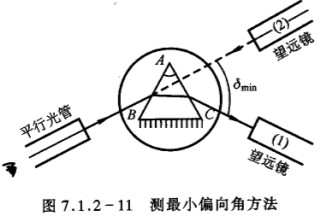 (2)
望远镜
A
δmin
平行光管
B
C
(1)
望远镜
图 7.1.2-11 测最小偏向角方法